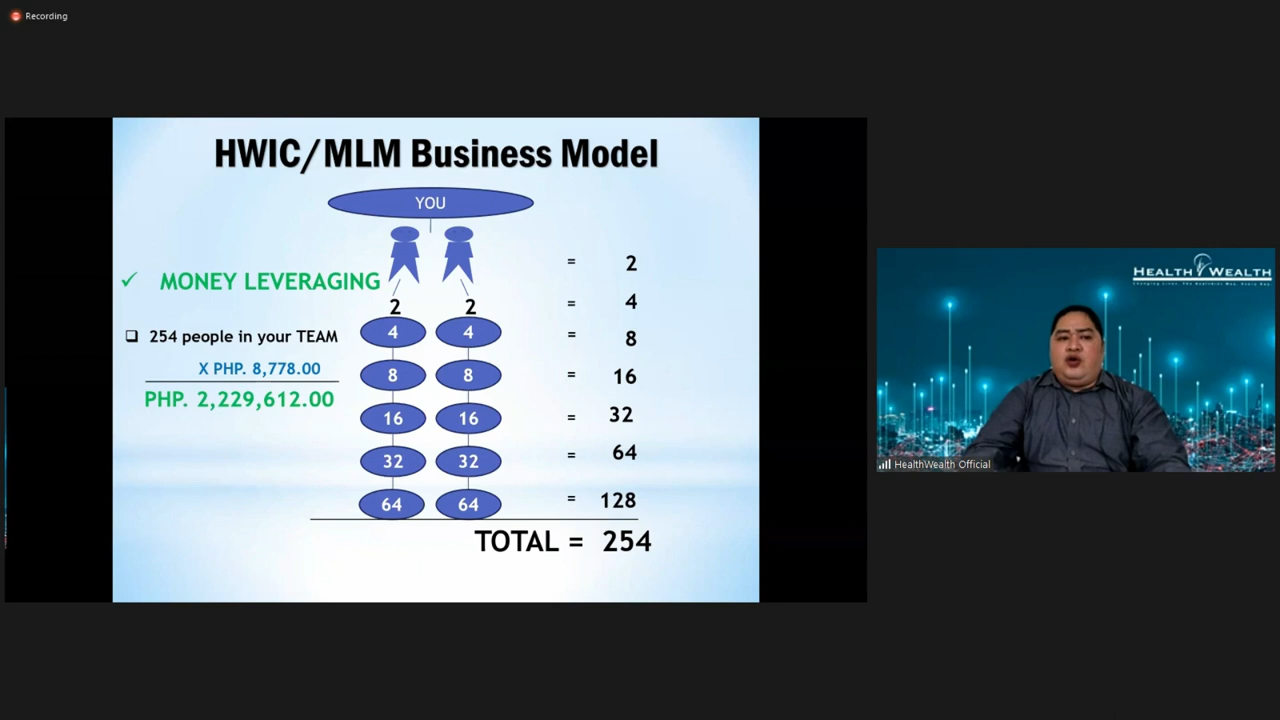 Recording
HWIC/MLM Business Model
YOU
✓ MONEY LEVERAGING
= 2
2 2 = 4
❑ 254 people in your TEAM
4 4 = 8
X PHP. 8,778.00
8 8 = 16
PHP. 2,229,612.00
16 16 = 32
32 32 = 64
64 64 = 128
TOTAL = 254
HEALTH WEALTH
HealthWealth Official